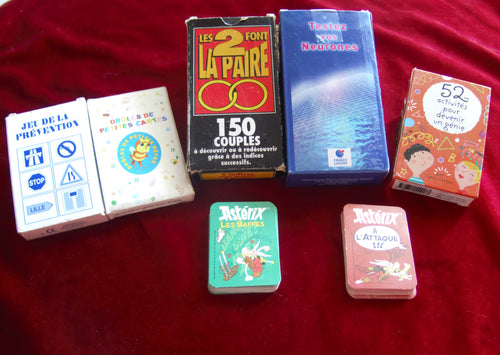 JEU DE LA
PRÉVENTION
STOP
LILLE
DRÔLES DE
PETITES CARTES
LES 2 FONT
LA PAIRE
150
COUPLES
à découvrir ou à redécouvrir
grâce à des indices
successifs.
Testez
vos
Neurones
FRANCE
LOISIRS
52
activités
pour
devenir
un génie
Astérix
LES BAFFES
Astérix
À
L'ATTAQUE
!!!